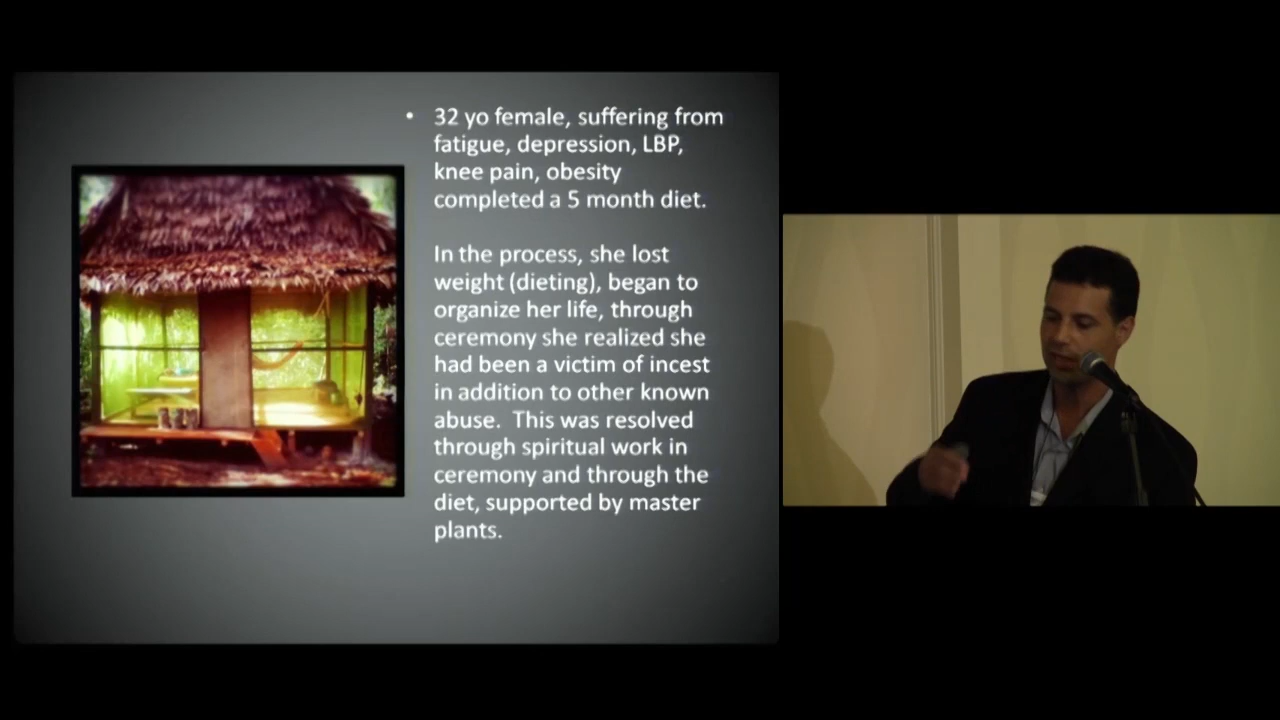 • 32 yo female, suffering from
fatigue, depression, LBP,
knee pain, obesity
completed a 5 month diet.
In the process, she lost
weight (dieting), began to
organize her life, through
ceremony she realized she
had been a victim of incest
in addition to other known
abuse.  This was resolved
through spiritual work in
ceremony and through the
diet, supported by master
plants.